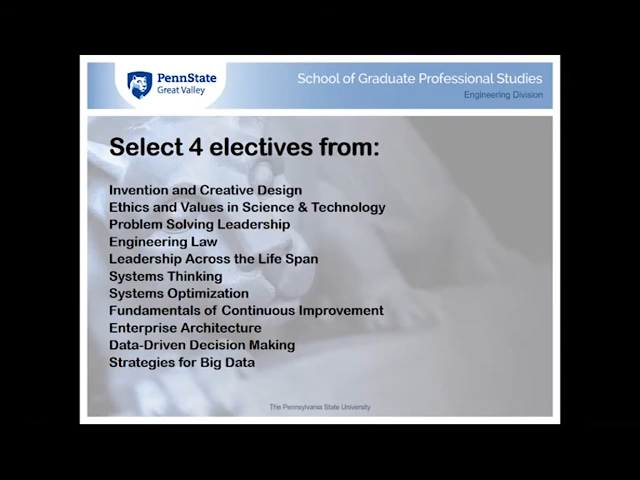 PennState
Great Valley
School of Graduate Professional Studies
Engineering Division
Select 4 electives from:
Invention and Creative Design
Ethics and Values in Science & Technology
Problem Solving Leadership
Engineering Law
Leadership Across the Life Span
Systems Thinking
Systems Optimization
Fundamentals of Continuous Improvement
Enterprise Architecture
Data-Driven Decision Making
Strategies for Big Data
The Pennsylvania State University